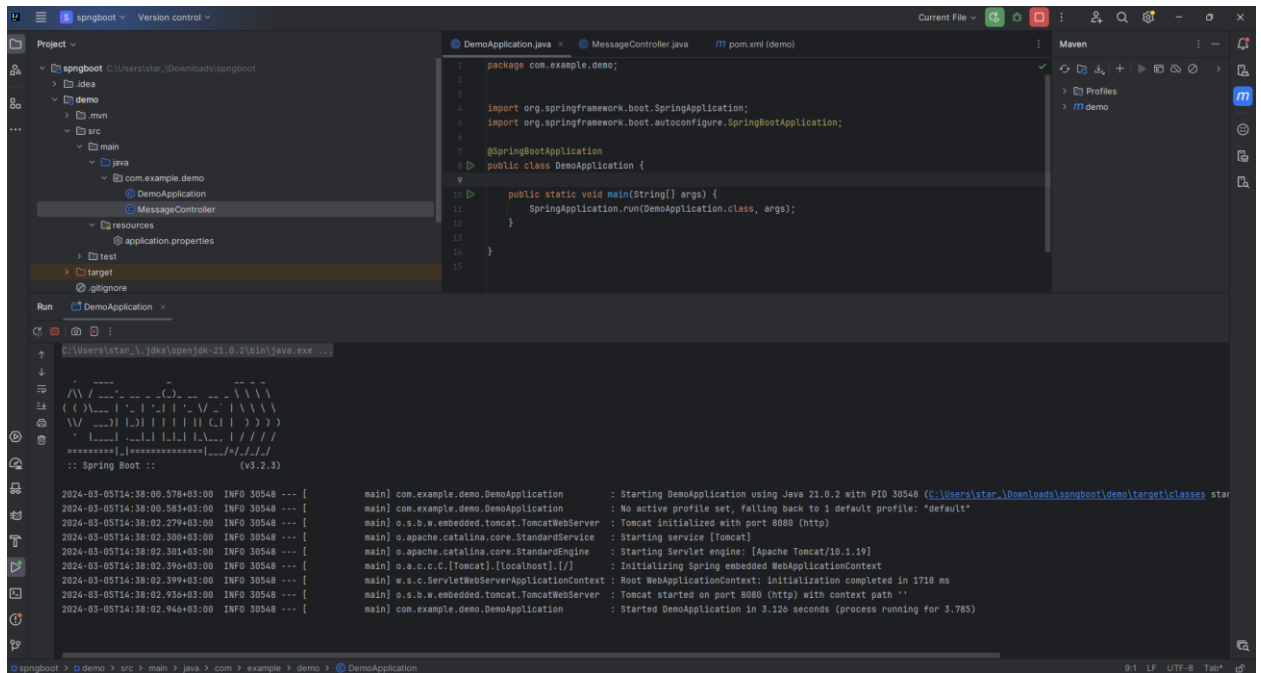 spngboot
Version control
Current File
Project
spngboot C:\Users\star_\Downloads\spngboot
.idea
demo
.mvn
src
main
java
com.example.demo
DemoApplication
MessageController
resources
application.properties
test
target
.gitignore
DemoApplication.java
MessageController.java
m pom.xml (demo)
1 package com.example.demo;
2
3
4 import org.springframework.boot.SpringApplication;
5 import org.springframework.boot.autoconfigure.SpringBootApplication;
6
7 @SpringBootApplication
8 public class DemoApplication {
9
10 public static void main(String[] args) {
11 SpringApplication.run(DemoApplication.class, args);
12 }
13
14 }
15
Maven
Profiles
m demo
Run DemoApplication
C:\Users\star_\.jdks\openjdk-21.0.2\bin\java.exe ...
:: Spring Boot :: (v3.2.3)
2024-03-05T14:38:00.578+03:00 INFO 30548 --- [ main] com.example.demo.DemoApplication : Starting DemoApplication using Java 21.0.2 with PID 30548 (C:\Users\star_\Downloads\spngboot\demo\target\classes star
2024-03-05T14:38:00.583+03:00 INFO 30548 --- [ main] com.example.demo.DemoApplication : No active profile set, falling back to 1 default profile: "default"
2024-03-05T14:38:02.279+03:00 INFO 30548 --- [ main] o.s.b.w.embedded.tomcat.TomcatWebServer : Tomcat initialized with port 8080 (http)
2024-03-05T14:38:02.300+03:00 INFO 30548 --- [ main] o.apache.catalina.core.StandardService : Starting service [Tomcat]
2024-03-05T14:38:02.301+03:00 INFO 30548 --- [ main] o.apache.catalina.core.StandardEngine : Starting Servlet engine: [Apache Tomcat/10.1.19]
2024-03-05T14:38:02.396+03:00 INFO 30548 --- [ main] o.a.c.c.C.[Tomcat].[localhost].[/] : Initializing Spring embedded WebApplicationContext
2024-03-05T14:38:02.399+03:00 INFO 30548 --- [ main] w.s.c.ServletWebServerApplicationContext : Root WebApplicationContext: initialization completed in 1718 ms
2024-03-05T14:38:02.936+03:00 INFO 30548 --- [ main] o.s.b.w.embedded.tomcat.TomcatWebServer : Tomcat started on port 8080 (http) with context path ''
2024-03-05T14:38:02.946+03:00 INFO 30548 --- [ main] com.example.demo.DemoApplication : Started DemoApplication in 3.126 seconds (process running for 3.785)
spngboot > demo > src > main > java > com > example > demo > DemoApplication
9:1 LF UTF-8 Tab*